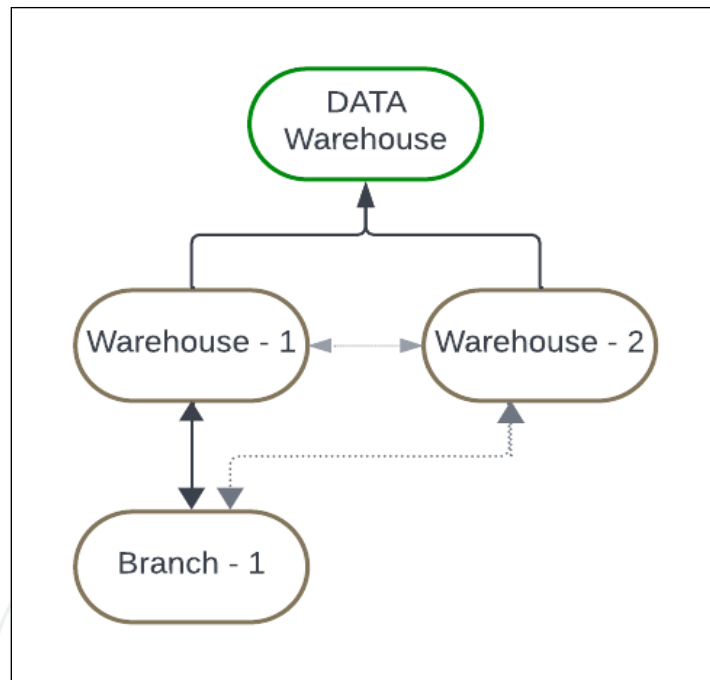 DATA
Warehouse
Warehouse - 1
Warehouse - 2
Branch - 1